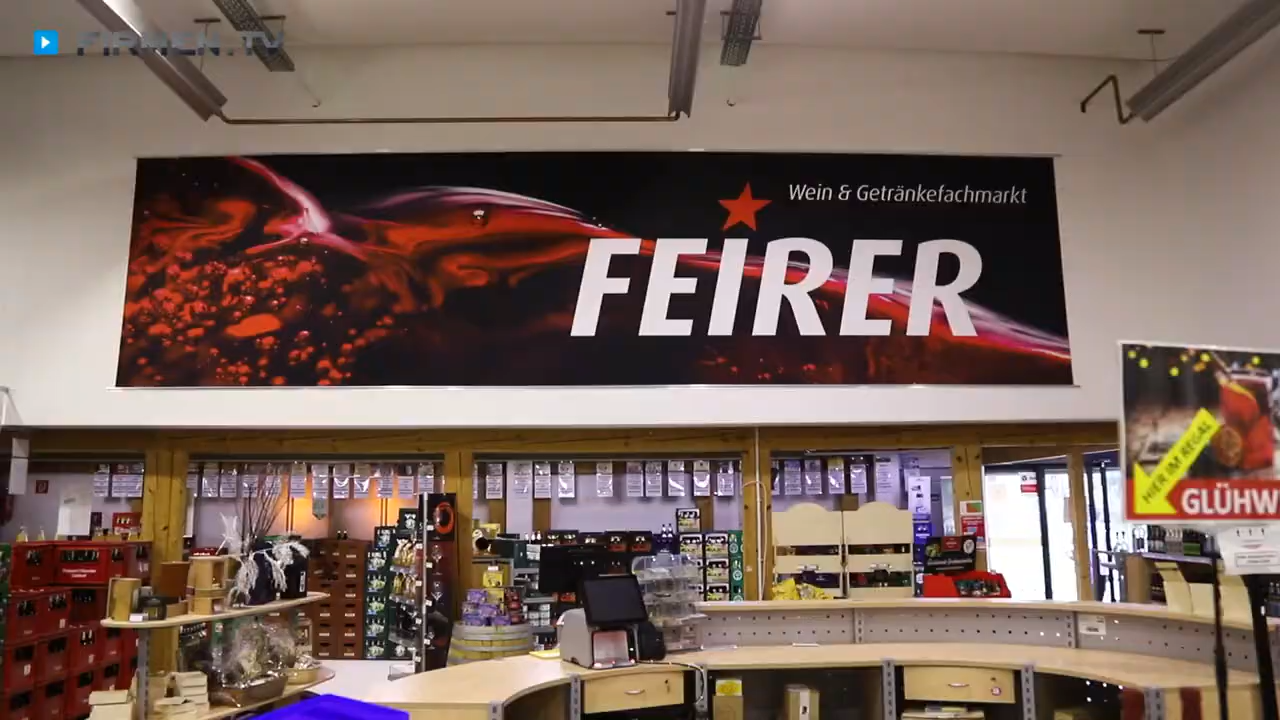 FIRMEN.TV
Wein & Getränkefachmarkt
FEIRER
HIER IM REGAL
GLÜHW